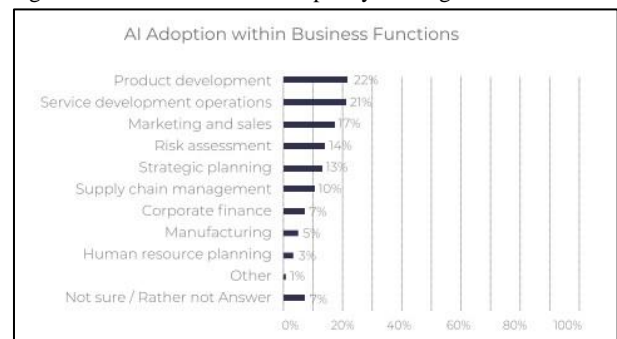 AI Adoption within Business Functions
Product development 22%
Service development operations 21%
Marketing and sales 17%
Risk assessment 14%
Strategic planning 13%
Supply chain management 10%
Corporate finance 7%
Manufacturing 5%
Human resource planning 3%
Other 1%
Not sure / Rather not Answer 7%
0% 20% 40% 60% 80% 100%